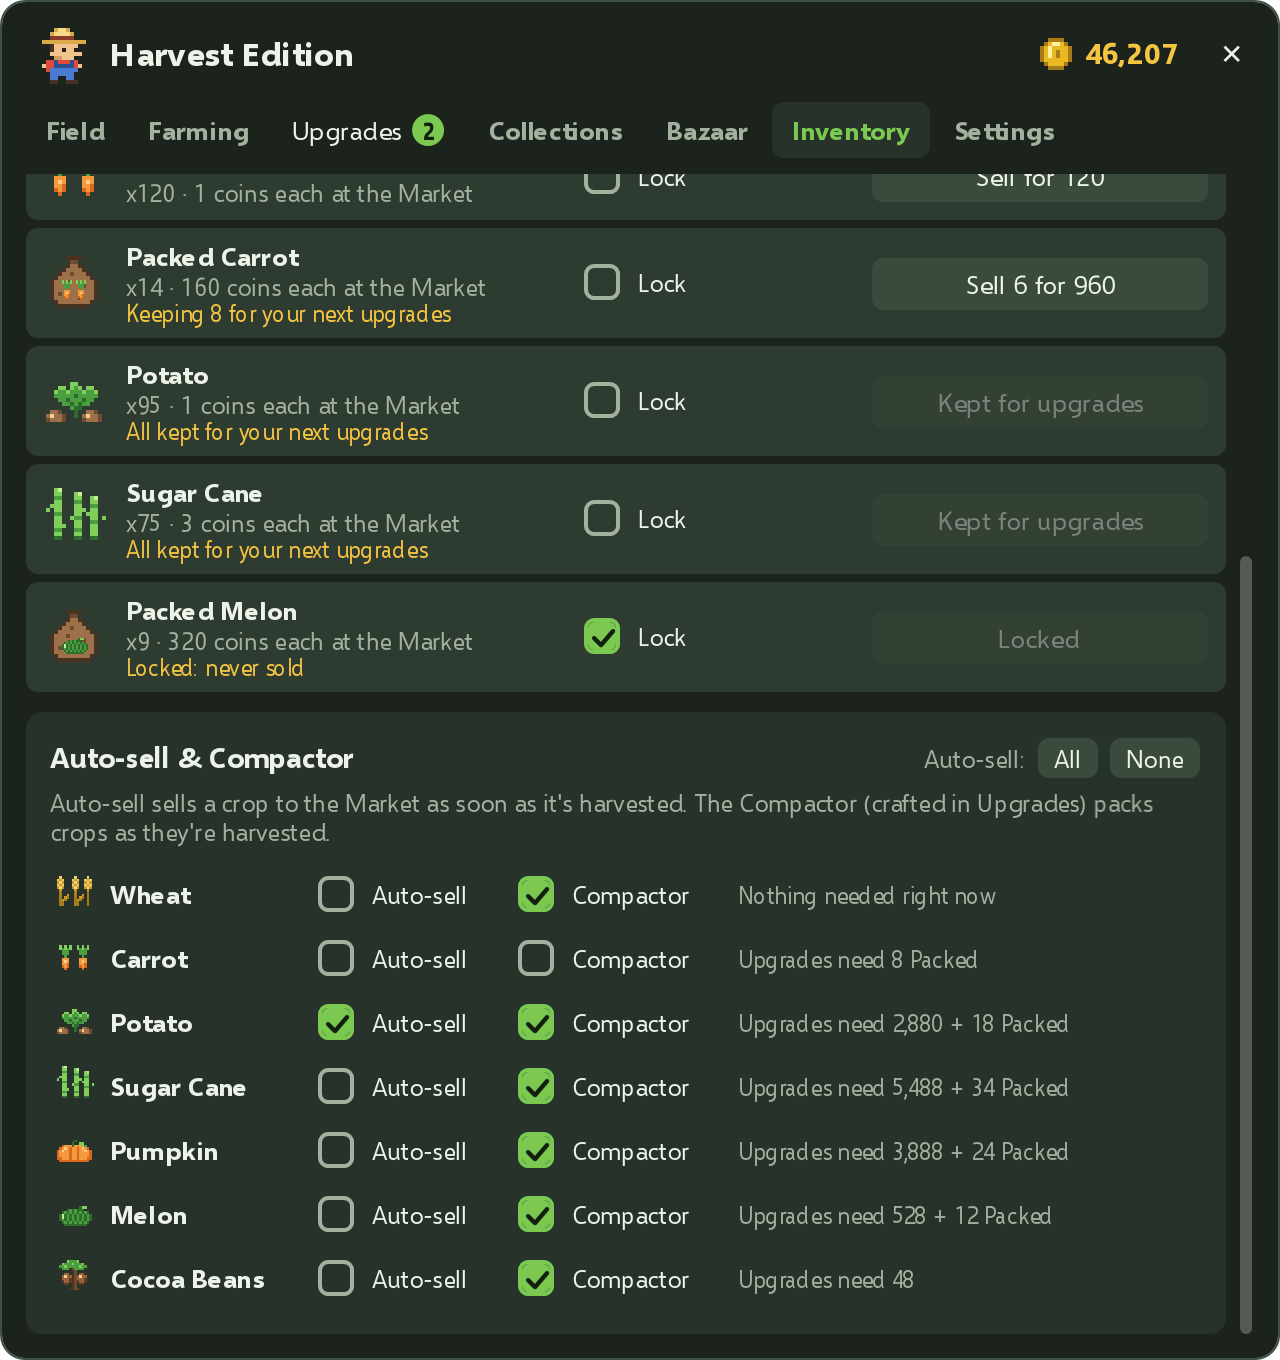 Harvest Edition
46,207
Field Farming Upgrades 2 Collections Bazaar Inventory Settings
x120 · 1 coins each at the Market
Lock
Sell for 120
Packed Carrot
x14 · 160 coins each at the Market
Keeping 8 for your next upgrades
Lock
Sell 6 for 960
Potato
x95 · 1 coins each at the Market
All kept for your next upgrades
Lock
Kept for upgrades
Sugar Cane
x75 · 3 coins each at the Market
All kept for your next upgrades
Lock
Kept for upgrades
Packed Melon
x9 · 320 coins each at the Market
Locked: never sold
Lock
Locked
Auto-sell & Compactor
Auto-sell: All None
Auto-sell sells a crop to the Market as soon as it's harvested. The Compactor (crafted in Upgrades) packs
crops as they're harvested.
Wheat Auto-sell Compactor Nothing needed right now
Carrot Auto-sell Compactor Upgrades need 8 Packed
Potato Auto-sell Compactor Upgrades need 2,880 + 18 Packed
Sugar Cane Auto-sell Compactor Upgrades need 5,488 + 34 Packed
Pumpkin Auto-sell Compactor Upgrades need 3,888 + 24 Packed
Melon Auto-sell Compactor Upgrades need 528 + 12 Packed
Cocoa Beans Auto-sell Compactor Upgrades need 48